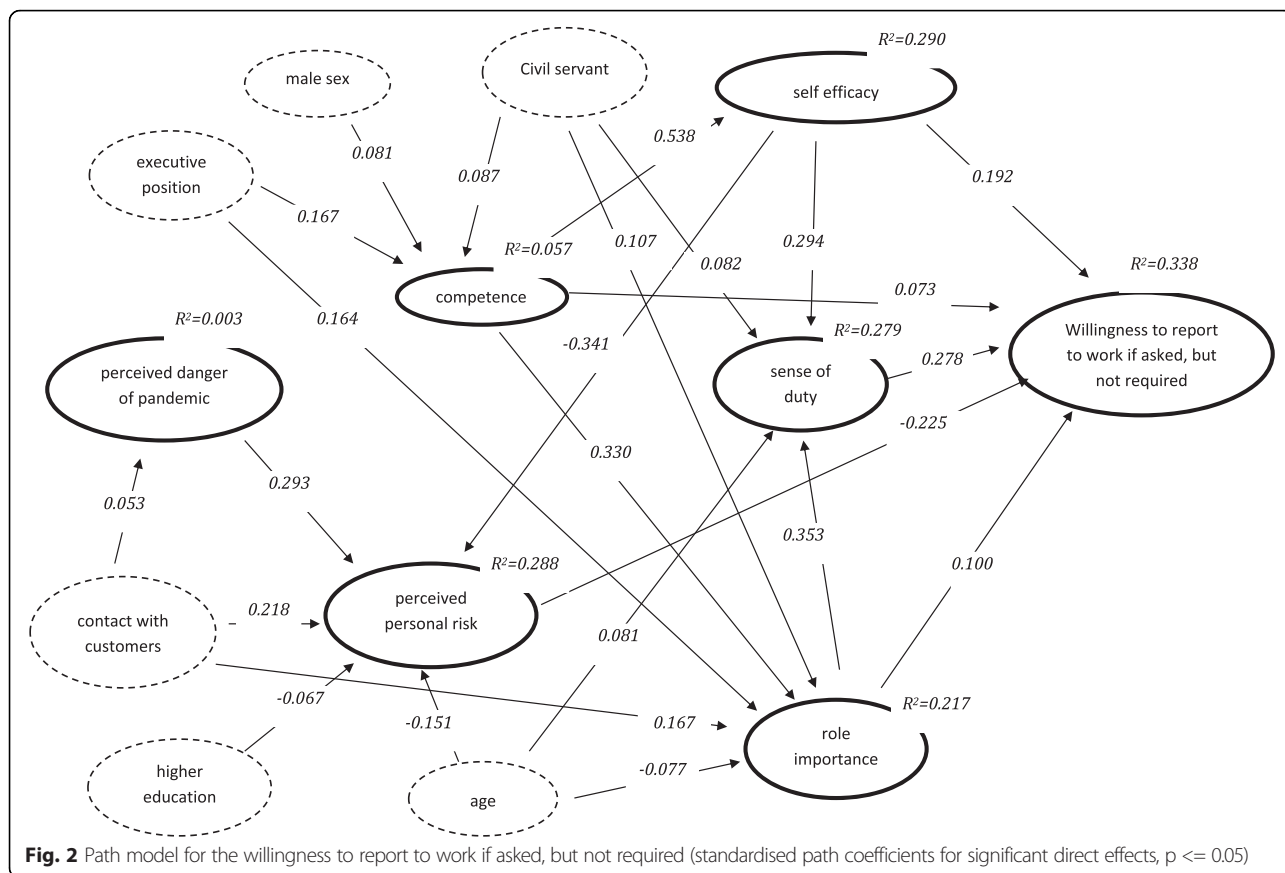 R²=0.290
male sex
Civil servant
self efficacy
0.538
0.081
executive
position
0.087
0.192
0.167
0.107
0.294
R²=0.057
0.082
R²=0.338
competence
0.073
R²=0.003
0.164
R²=0.279
Willingness to report
to work if asked, but
not required
-0.341
0.278
perceived danger
of pandemic
sense of
duty
-0.225
0.330
0.293
0.053
0.353
R²=0.288
0.100
perceived
personal risk
0.218
contact with
customers
0.081
-0.067
R²=0.217
-0.151
0.167
role
importance
-0.077
higher
education
age
Fig. 2 Path model for the willingness to report to work if asked, but not required (standardised path coefficients for significant direct effects, p <= 0.05)